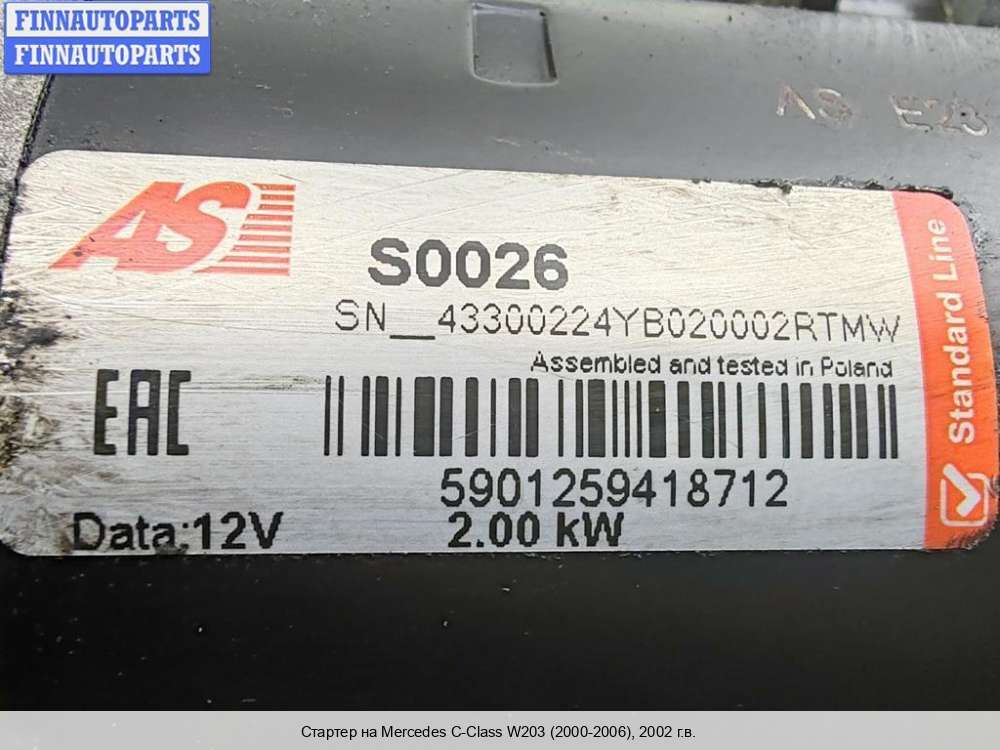 FINNAUTOPARTS
FINNAUTOPARTS
AS
AS
S0026
SN__43300224YB020002RTMW
Assembled and tested in Poland
EAC
5901259418712
Data:12V 2.00 kW
Standard Line
Стартер на Mercedes C-Class W203 (2000-2006), 2002 г.в.